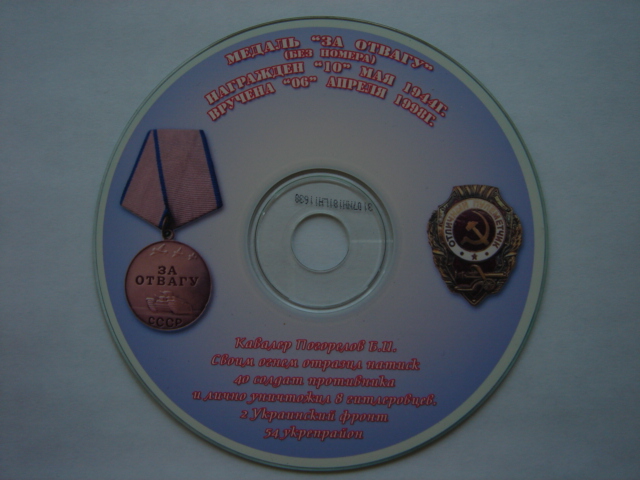 МЕДАЛЬ "ЗА ОТВАГУ"
(БЕЗ НОМЕРА)
НАГРАЖДЕН "10" МАЯ 1944Г.
ВРУЧЕНА "06" АПРЕЛЯ 1998Г.
ЗА
ОТВАГУ
СССР
Кавалер Погорелов В.П.
Своим огнем отразил натиск
40 солдат противника
и лично уничтожил 8 гитлеровцев.
2 Украинский фронт
54 укрепрайон